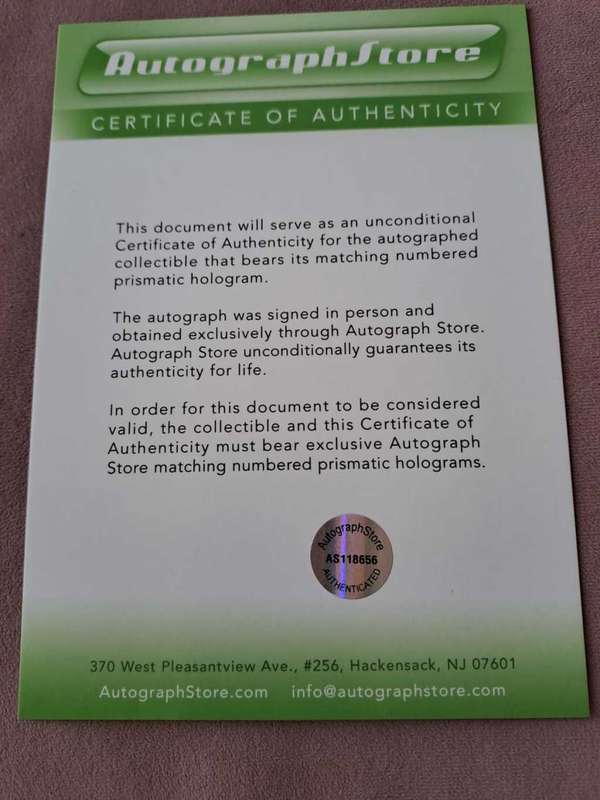 AutographStore
CERTIFICATE OF AUTHENTICITY
This document will serve as an unconditional
Certificate of Authenticity for the autographed
collectible that bears its matching numbered
prismatic hologram.
The autograph was signed in person and
obtained exclusively through Autograph Store.
Autograph Store unconditionally guarantees its
authenticity for life.
In order for this document to be considered
valid, the collectible and this Certificate of
Authenticity must bear exclusive Autograph
Store matching numbered prismatic holograms.
AutographStore
AS118656
AUTHENTICATED
370 West Pleasantview Ave., #256, Hackensack, NJ 07601
AutographStore.com info@autographstore.com